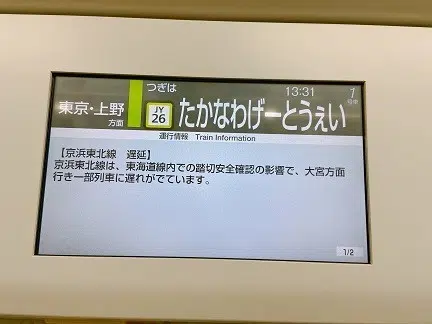 つぎは
13:31
1
号車
東京・上野
方面
JY
26
たかなわげーとうぇい
運行情報 Train Information
【京浜東北線 遅延】
京浜東北線は、東海道線内での踏切安全確認の影響で、大宮方面
行き一部列車に遅れがでています。
1/2